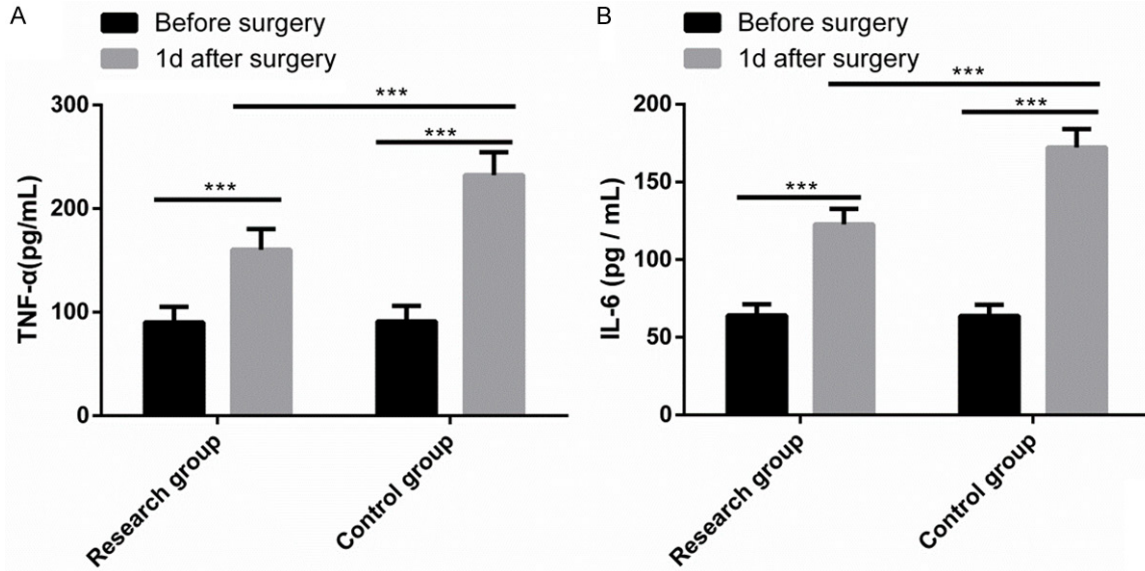 A
Before surgery
1d after surgery
TNF-α(pg/mL)
300
200
100
0
***
***
***
Research group
Control group
B
Before surgery
1d after surgery
IL-6 (pg / mL)
200
150
100
50
0
***
***
***
Research group
Control group